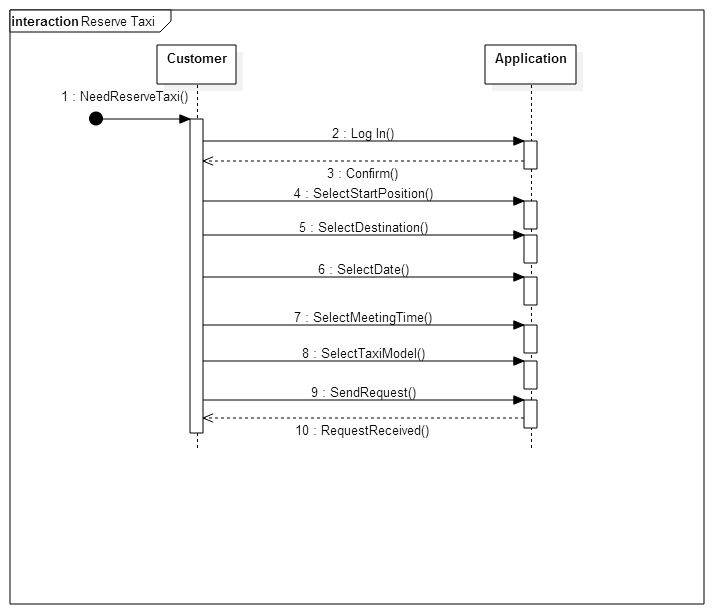 interaction Reserve Taxi
Customer
Application
1 : NeedReserveTaxi()
2 : Log In()
3 : Confirm()
4 : SelectStartPosition()
5 : SelectDestination()
6 : SelectDate()
7 : SelectMeetingTime()
8 : SelectTaxiModel()
9 : SendRequest()
10 : RequestReceived()